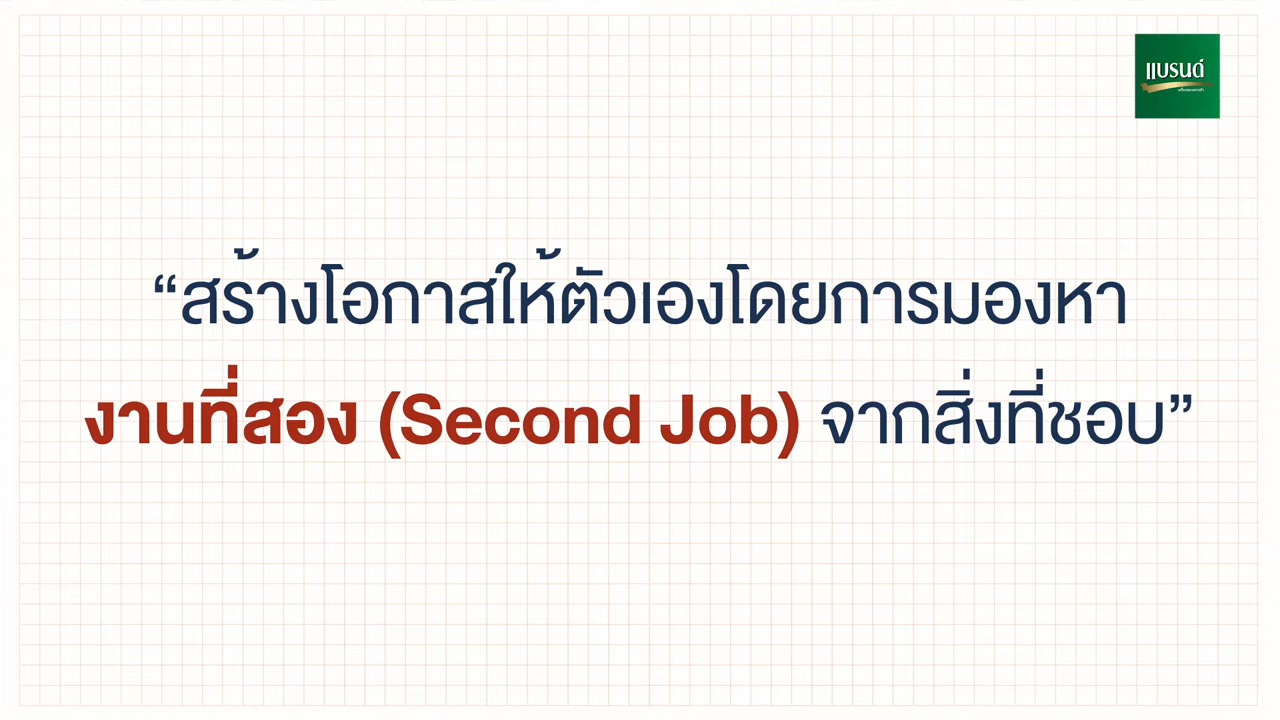 แบรนด์
“สร้างโอกาสให้ตัวเองโดยการมองหา
งานที่สอง (Second Job) จากสิ่งที่ชอบ”